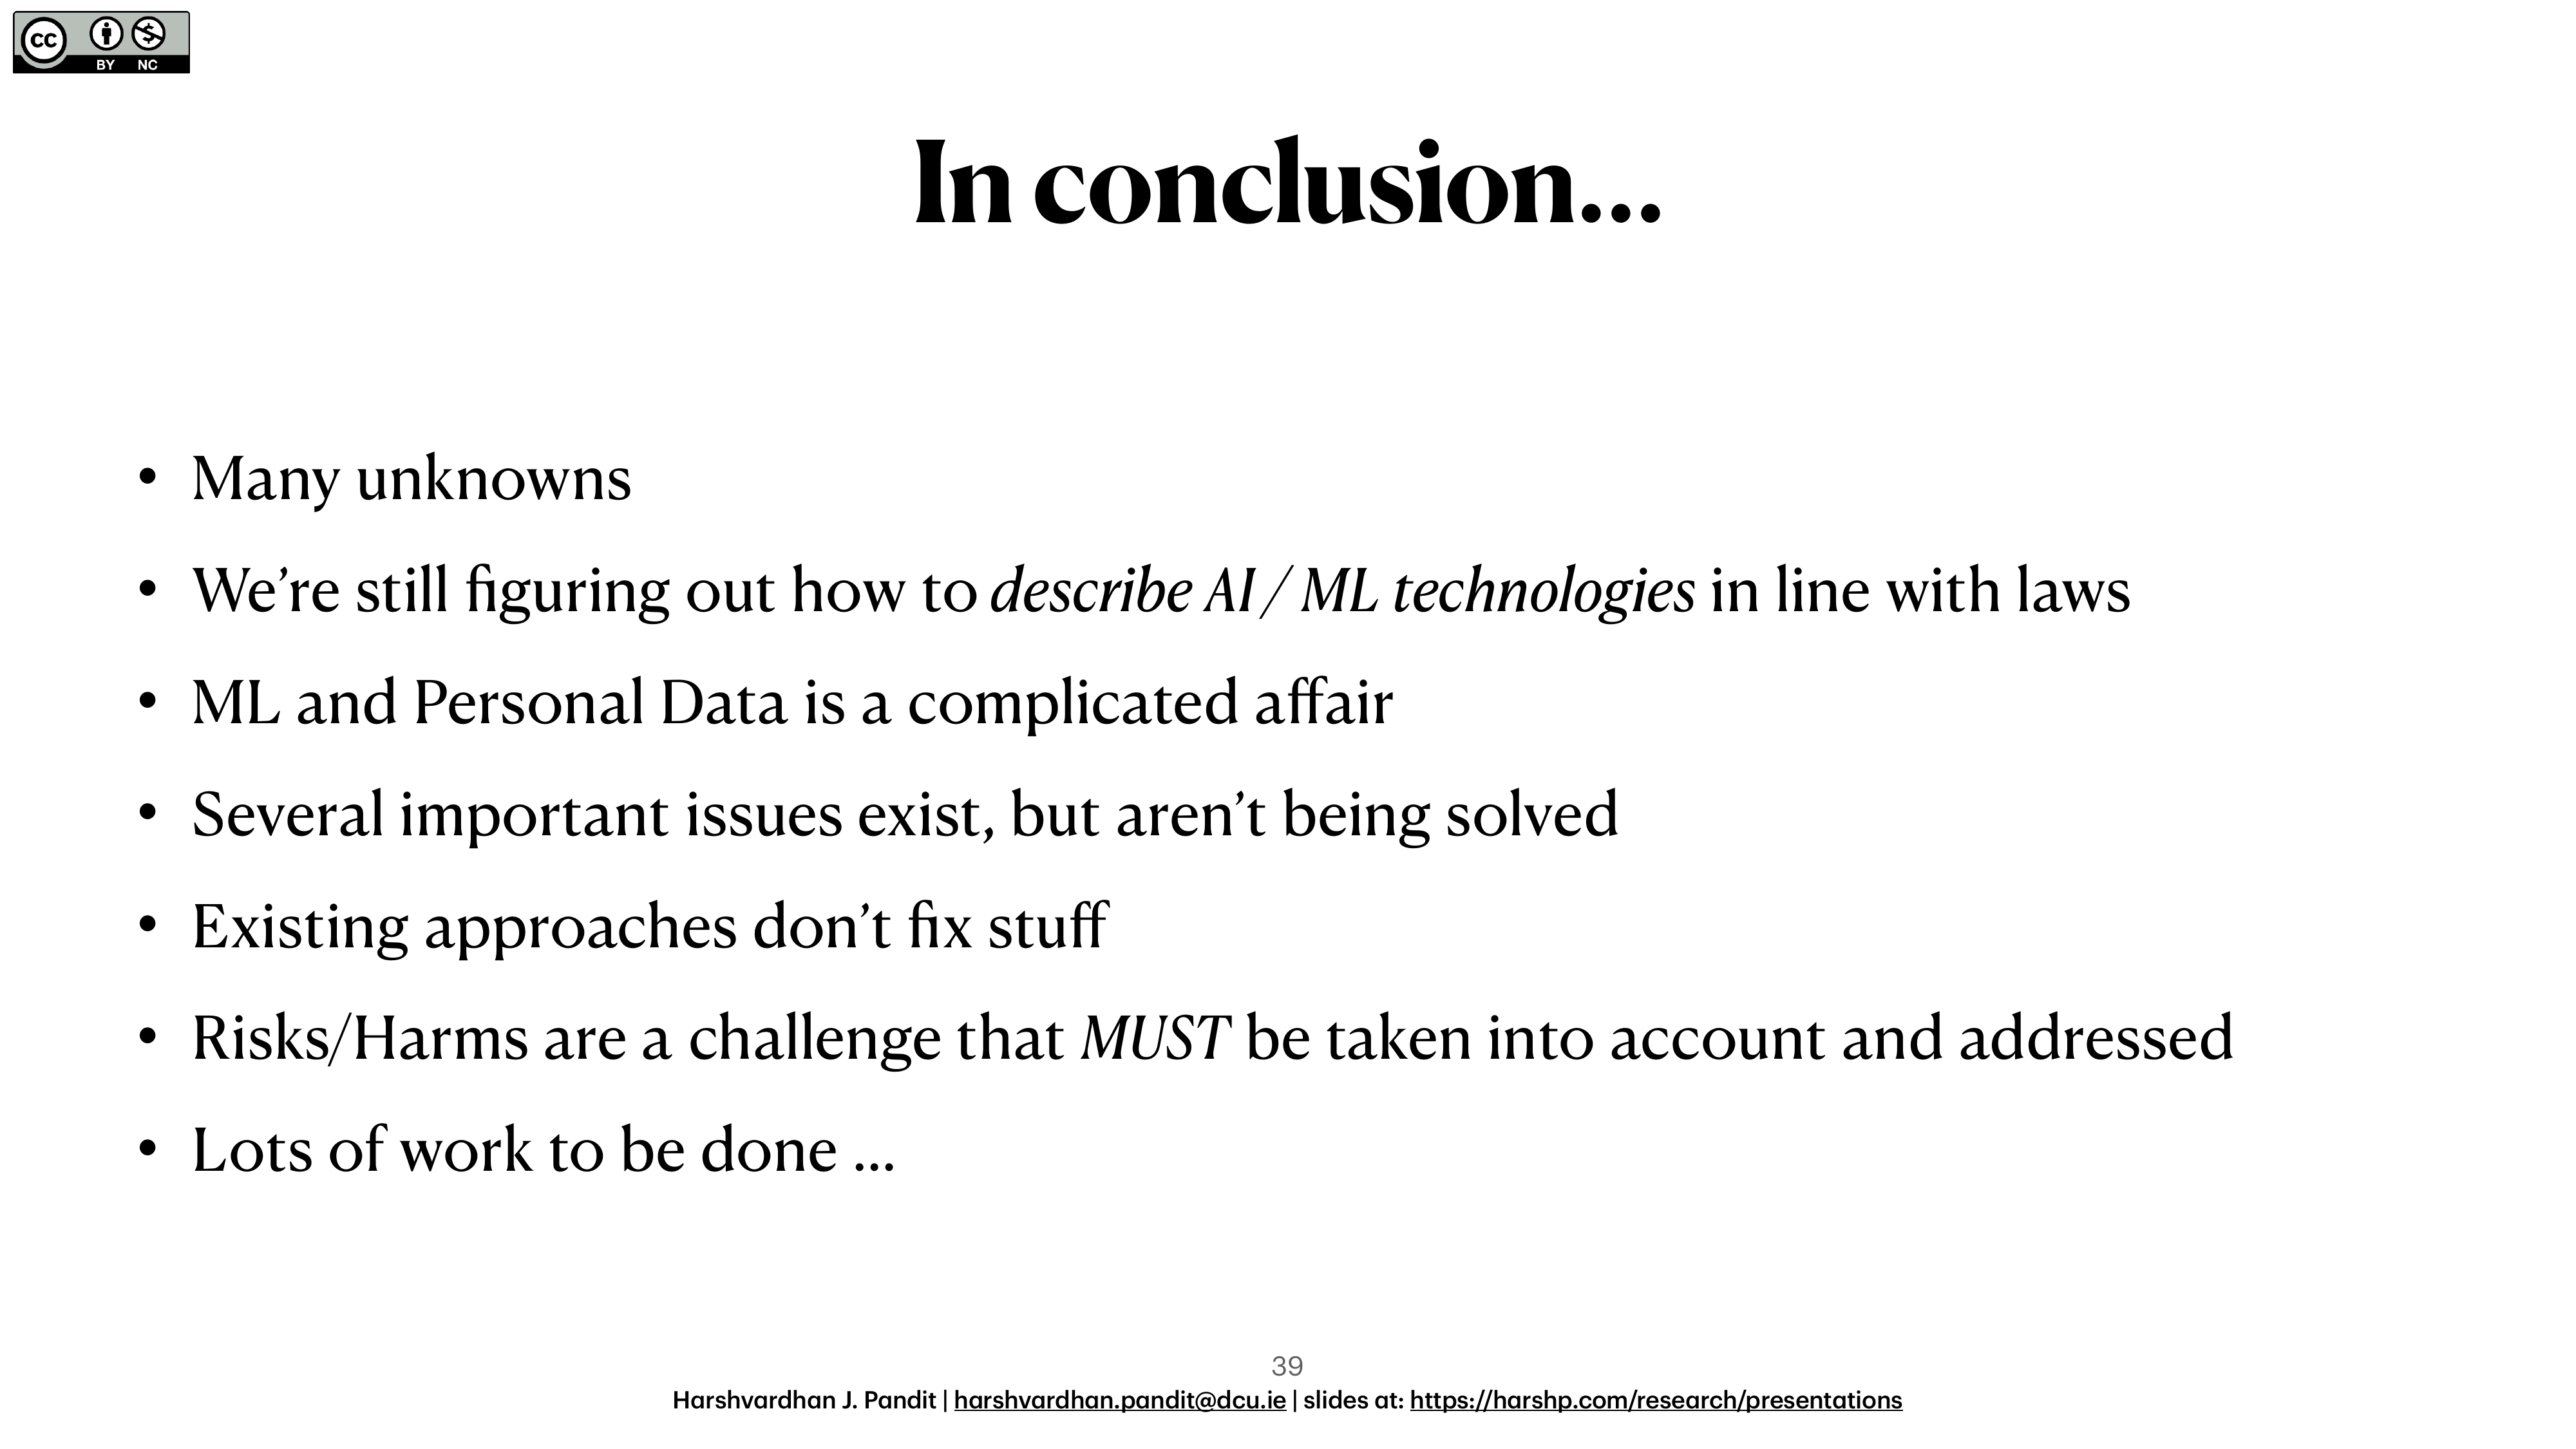 CC BY NC
In conclusion...
• Many unknowns
• We’re still figuring out how to describe AI / ML technologies in line with laws
• ML and Personal Data is a complicated affair
• Several important issues exist, but aren’t being solved
• Existing approaches don’t fix stuff
• Risks/Harms are a challenge that MUST be taken into account and addressed
• Lots of work to be done ...
39
Harshvardhan J. Pandit | harshvardhan.pandit@dcu.ie | slides at: https://harshp.com/research/presentations